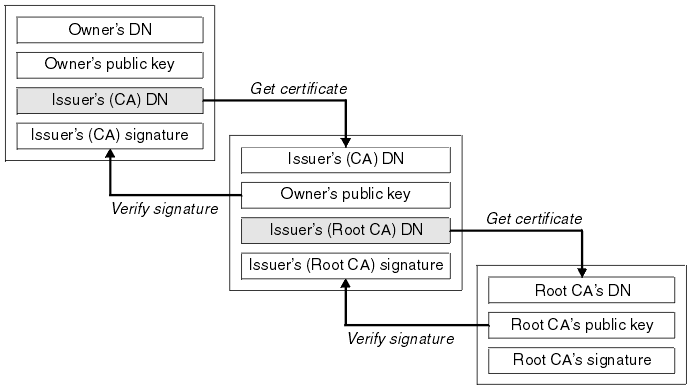 Owner's DN
Owner's public key
Issuer's (CA) DN
Issuer's (CA) signature
Get certificate
Verify signature
Issuer's (CA) DN
Owner's public key
Issuer's (Root CA) DN
Issuer's (Root CA) signature
Get certificate
Verify signature
Root CA's DN
Root CA's public key
Root CA's signature